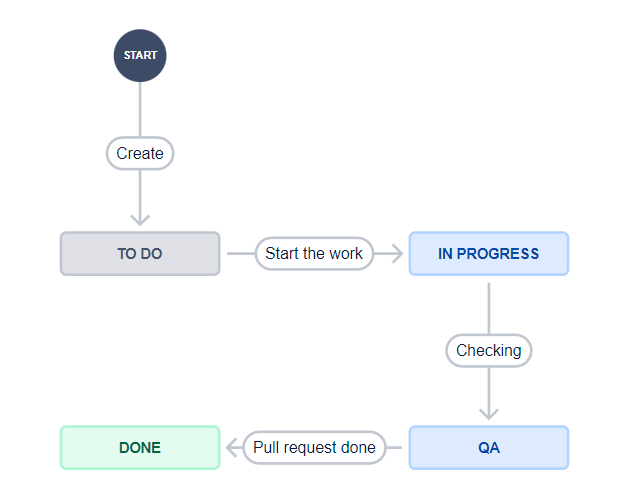 START
Create
TO DO
Start the work
IN PROGRESS
Checking
DONE
Pull request done
QA